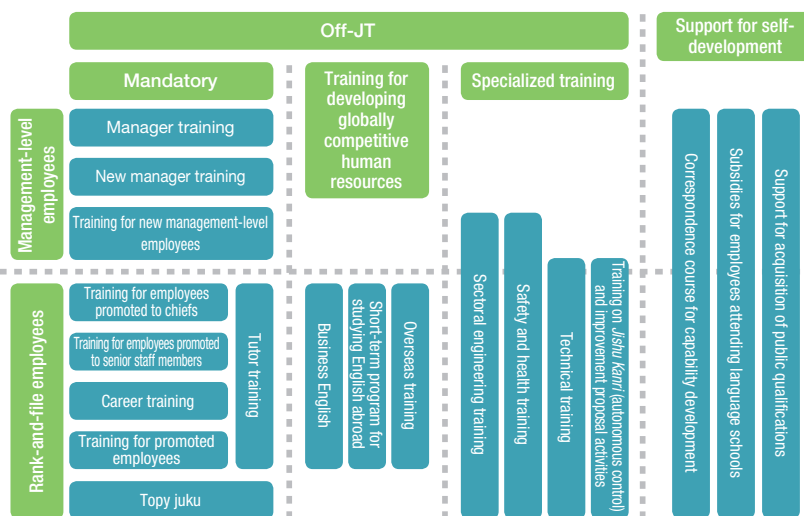 Off-JT
Support for self-
development
Mandatory
Training for
developing
globally
competitive
human
resources
Specialized training
Management-level
employees
Manager training
New manager training
Training for new management-level
employees
Rank-and-file employees
Training for employees
promoted to chiefs
Training for employees promoted
to senior staff members
Career training
Training for promoted
employees
Tutor training
Topy juku
Business English
Short-term program for
studying English abroad
Overseas training
Sectoral engineering training
Safety and health training
Technical training
Training on Jishu Kanri (autonomous control)
and improvement proposal activities
Correspondence course for capability development
Subsidies for employees attending language schools
Support for acquisition of public qualifications